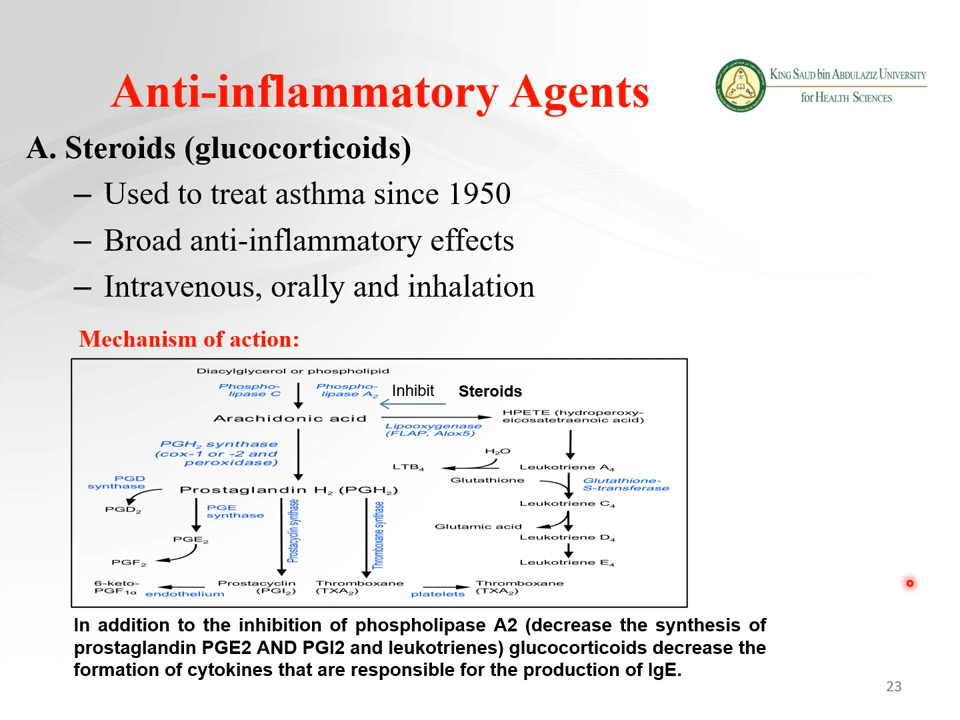 Anti-inflammatory Agents
KING SAUD bin ABDULAZIZ UNIVERSITY
for HEALTH SCIENCES
A. Steroids (glucocorticoids)
– Used to treat asthma since 1950
– Broad anti-inflammatory effects
– Intravenous, orally and inhalation
Mechanism of action:
Diacylglycerol or phospholipid
Phospho-
lipase C
Phospho-
lipase A₂
Inhibit
Steroids
Arachidonic acid
HPETE (hydroperoxy-
eicosatetraenoic acid)
Lipooxygenase
(FLAP, Alox5)
PGH₂ synthase
(cox-1 or -2 and
peroxidase)
H₂O
LTB₄
Leukotriene A₄
Glutathione
Glutathione-
S-transferase
PGD
synthase
Prostaglandin H₂ (PGH₂)
Leukotriene C₄
PGD₂
PGE
synthase
Prostacyclin synthase
Thromboxane synthase
Glutamic acid
Leukotriene D₄
PGE₂
PGF₂
Leukotriene E₄
6-keto-
PGF₁α
endothelium
Prostacyclin
(PGI₂)
Thromboxane
(TXA₂)
platelets
Thromboxane
(TXA₂)
In addition to the inhibition of phospholipase A2 (decrease the synthesis of
prostaglandin PGE2 AND PGI2 and leukotrienes) glucocorticoids decrease the
formation of cytokines that are responsible for the production of IgE.
23